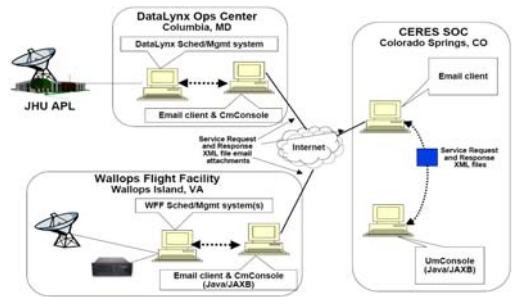 DataLynx Ops Center
Columbia, MD
DataLynx Sched/Mgmt system
JHU APL
Email client & CmConsole
Service Request
and Response
XML file email
attachments
Internet
Wallops Flight Facility
Wallops Island, VA
WFF Sched/Mgmt system(s)
Email client & CmConsole
(Java/JAXB)
CERES SOC
Colorado Springs, CO
Email client
Service Request
and Response
XML files
UmConsole
(Java/JAXB)